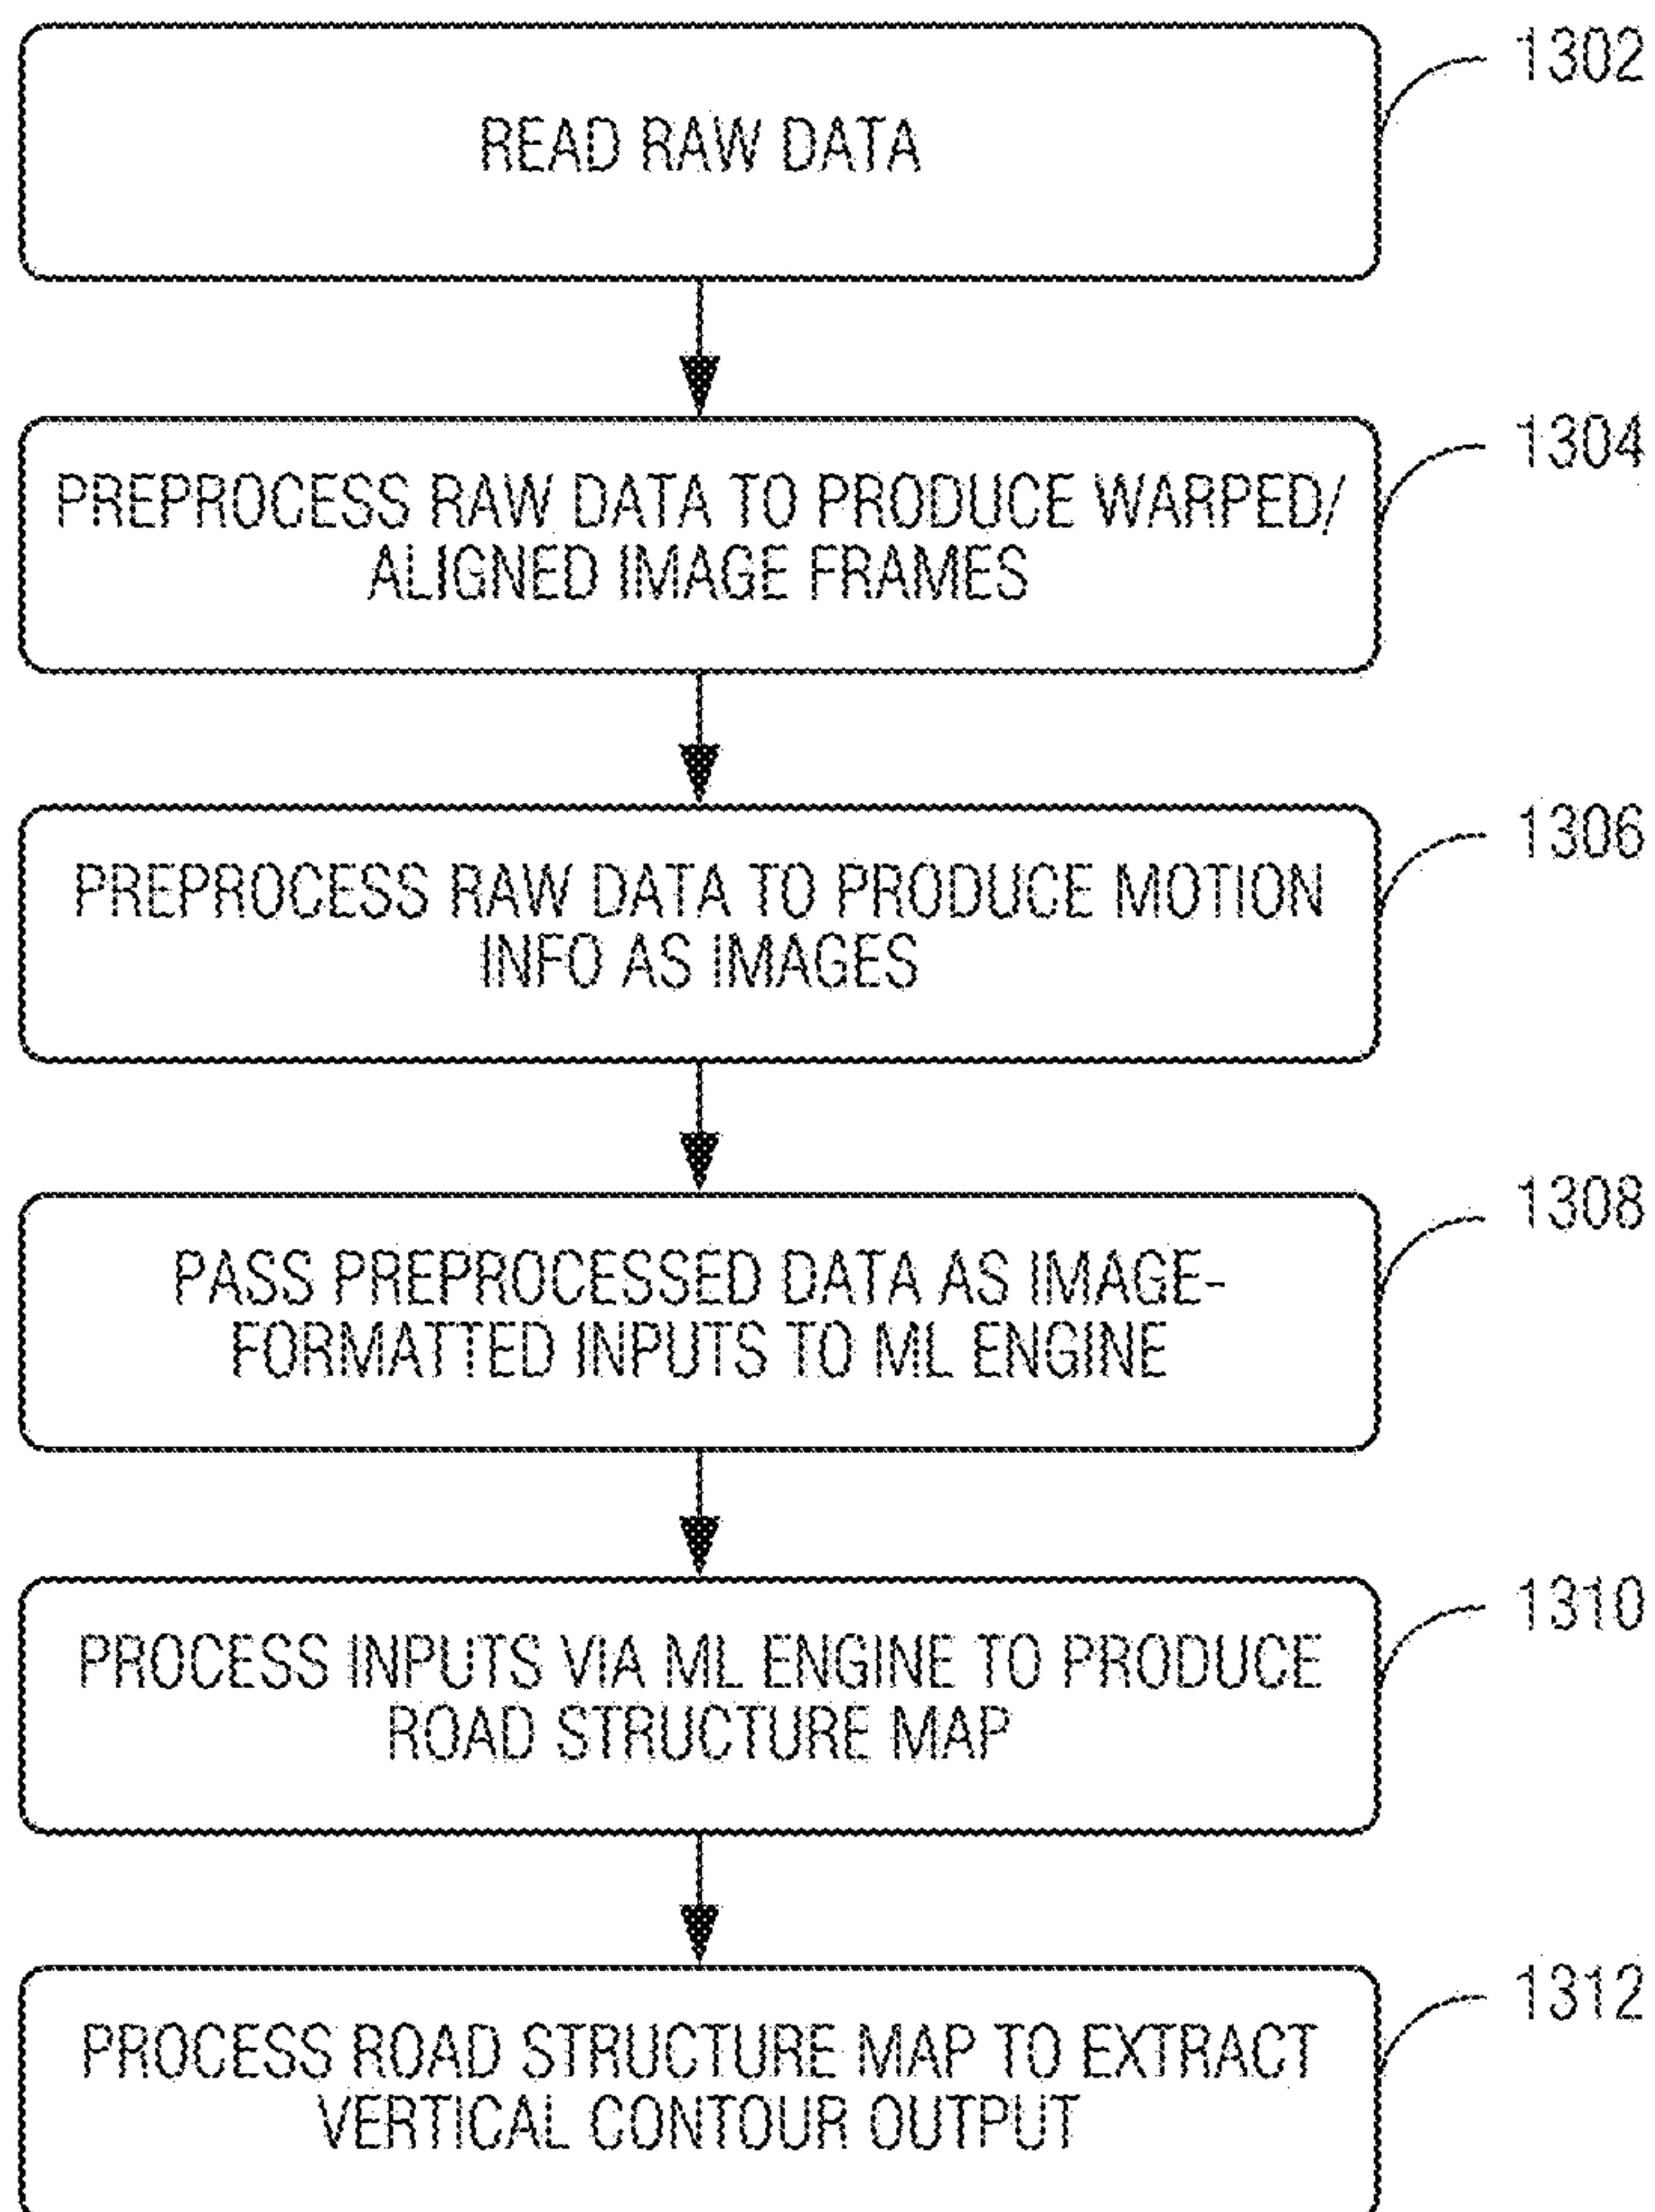 READ RAW DATA
1302
PREPROCESS RAW DATA TO PRODUCE WARPED/
ALIGNED IMAGE FRAMES
1304
PREPROCESS RAW DATA TO PRODUCE MOTION
INFO AS IMAGES
1306
PASS PREPROCESSED DATA AS IMAGE-
FORMATTED INPUTS TO ML ENGINE
1308
PROCESS INPUTS VIA ML ENGINE TO PRODUCE
ROAD STRUCTURE MAP
1310
PROCESS ROAD STRUCTURE MAP TO EXTRACT
VERTICAL CONTOUR OUTPUT
1312